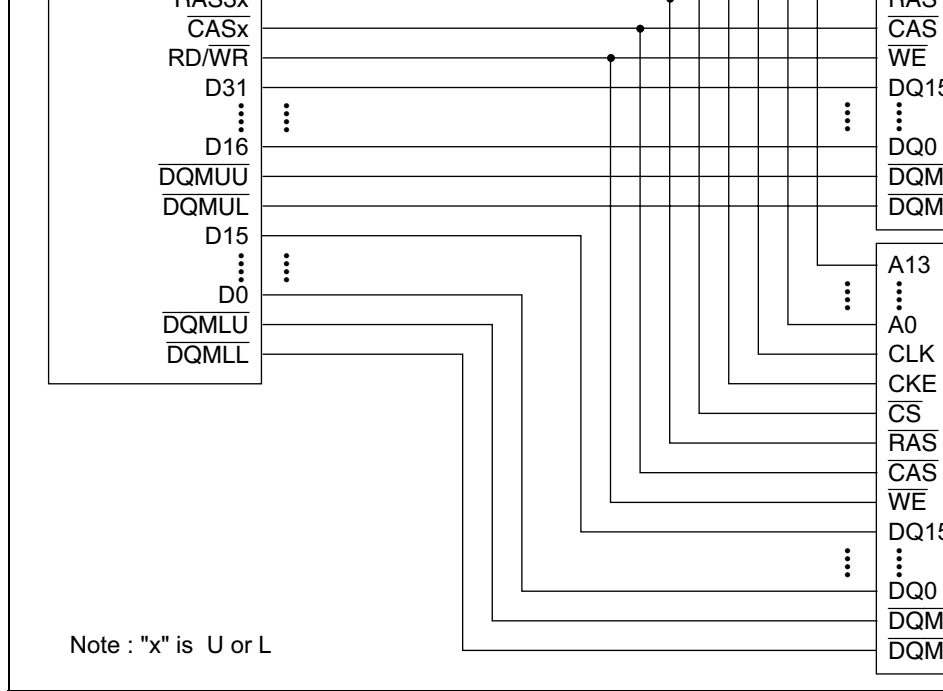 RAS3x
CASx
RD/WR
D31
D16
DQMUU
DQMUL
D15
D0
DQMLU
DQMLL
RAS
CAS
WE
DQ15
DQ0
DQM
DQM
A13
A0
CLK
CKE
CS
RAS
CAS
WE
DQ15
DQ0
DQM
DQM
Note : "x" is U or L